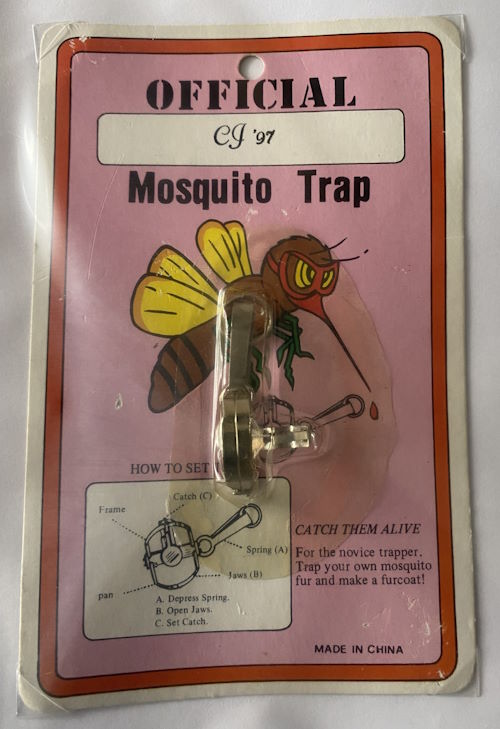 OFFICIAL
CJ '97
Mosquito Trap
HOW TO SET
Catch (C)
Frame
Spring (A)
Jaws (B)
pan
A. Depress Spring.
B. Open Jaws.
C. Set Catch.
CATCH THEM ALIVE
For the novice trapper.
Trap your own mosquito
fur and make a furcoat!
MADE IN CHINA